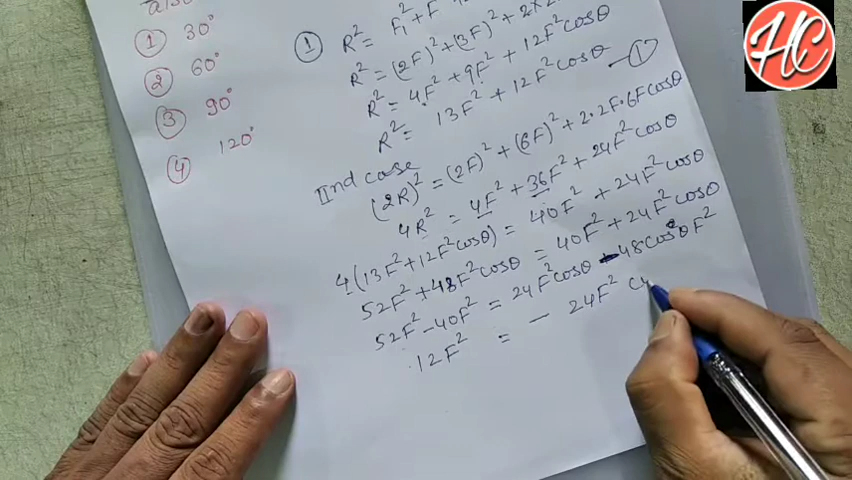 ① 30°
② 60°
③ 90°
④ 120°
① R² = F₁² + F
R² = (2F)² + (3F)² + 2×2
R² = 4F² + 9F² + 12F² cosθ
R² = 13F² + 12F² cosθ — ①
IInd case
(2R)² = (2F)² + (6F)² + 2·2F·6F cosθ
4R² = 4F² + 36F² + 24F² cosθ
4(13F² + 12F² cosθ) = 40F² + 24F² cosθ
52F² + 48F² cosθ = 40F² + 24F² cosθ
52F² - 40F² = 24F² cosθ - 48 cos²θ F²
12F² = - 24F² c
HC